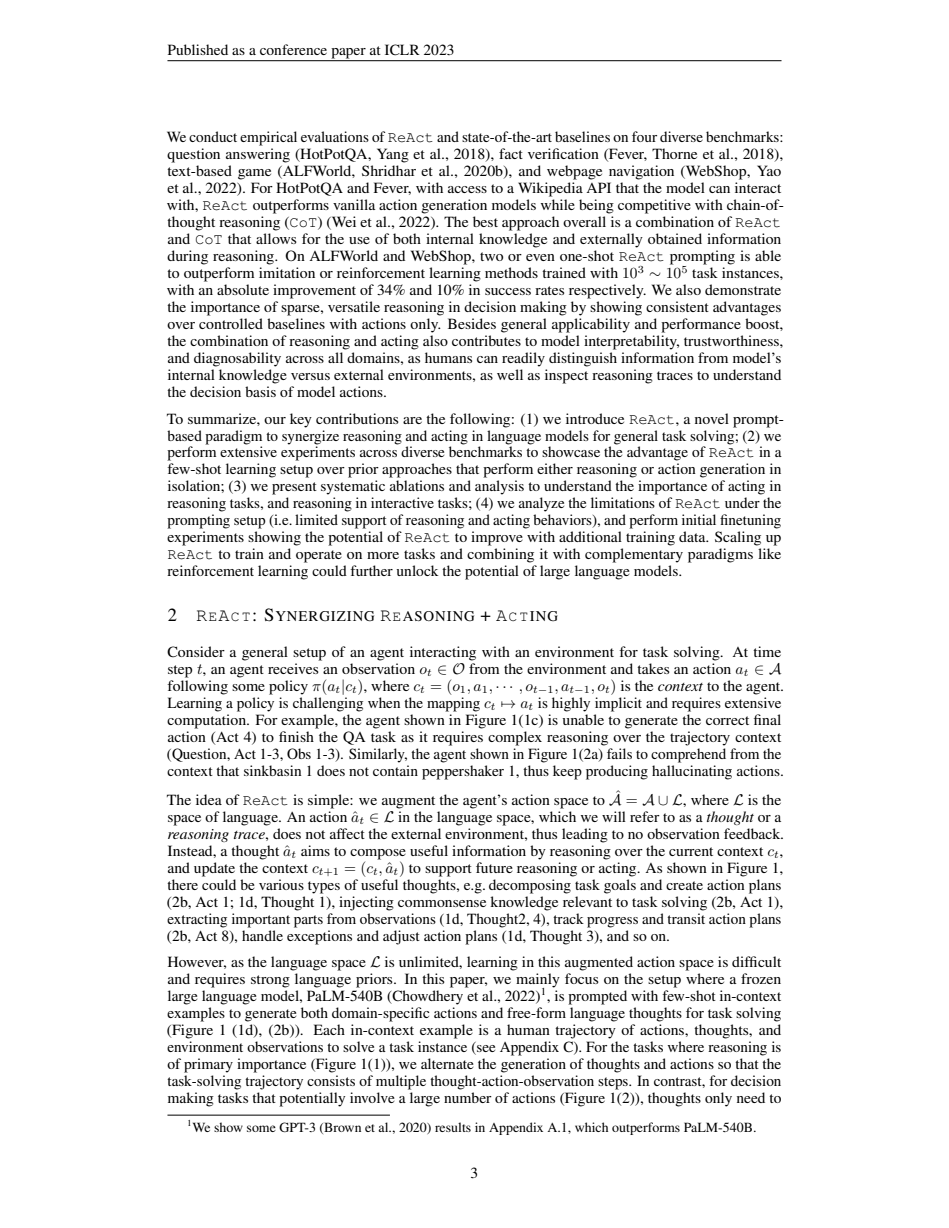 Published as a conference paper at ICLR 2023
We conduct empirical evaluations of ReAct and state-of-the-art baselines on four diverse benchmarks:
question answering (HotPotQA, Yang et al., 2018), fact verification (Fever, Thorne et al., 2018),
text-based game (ALFWorld, Shridhar et al., 2020b), and webpage navigation (WebShop, Yao
et al., 2022). For HotPotQA and Fever, with access to a Wikipedia API that the model can interact
with, ReAct outperforms vanilla action generation models while being competitive with chain-of-
thought reasoning (CoT) (Wei et al., 2022). The best approach overall is a combination of ReAct
and CoT that allows for the use of both internal knowledge and externally obtained information
during reasoning. On ALFWorld and WebShop, two or even one-shot ReAct prompting is able
to outperform imitation or reinforcement learning methods trained with 10³ ∼ 10⁵ task instances,
with an absolute improvement of 34% and 10% in success rates respectively. We also demonstrate
the importance of sparse, versatile reasoning in decision making by showing consistent advantages
over controlled baselines with actions only. Besides general applicability and performance boost,
the combination of reasoning and acting also contributes to model interpretability, trustworthiness,
and diagnosability across all domains, as humans can readily distinguish information from model's
internal knowledge versus external environments, as well as inspect reasoning traces to understand
the decision basis of model actions.
To summarize, our key contributions are the following: (1) we introduce ReAct, a novel prompt-
based paradigm to synergize reasoning and acting in language models for general task solving; (2) we
perform extensive experiments across diverse benchmarks to showcase the advantage of ReAct in a
few-shot learning setup over prior approaches that perform either reasoning or action generation in
isolation; (3) we present systematic ablations and analysis to understand the importance of acting in
reasoning tasks, and reasoning in interactive tasks; (4) we analyze the limitations of ReAct under the
prompting setup (i.e. limited support of reasoning and acting behaviors), and perform initial finetuning
experiments showing the potential of ReAct to improve with additional training data. Scaling up
ReAct to train and operate on more tasks and combining it with complementary paradigms like
reinforcement learning could further unlock the potential of large language models.
2 REACT: SYNERGIZING REASONING + ACTING
Consider a general setup of an agent interacting with an environment for task solving. At time
step t, an agent receives an observation oₜ ∈ 𝒪 from the environment and takes an action aₜ ∈ 𝒜
following some policy π(aₜ|cₜ), where cₜ = (o₁, a₁, ⋯ , oₜ₋₁, aₜ₋₁, oₜ) is the context to the agent.
Learning a policy is challenging when the mapping cₜ ↦ aₜ is highly implicit and requires extensive
computation. For example, the agent shown in Figure 1(1c) is unable to generate the correct final
action (Act 4) to finish the QA task as it requires complex reasoning over the trajectory context
(Question, Act 1-3, Obs 1-3). Similarly, the agent shown in Figure 1(2a) fails to comprehend from the
context that sinkbasin 1 does not contain peppershaker 1, thus keep producing hallucinating actions.
The idea of ReAct is simple: we augment the agent's action space to 𝒜̂ = 𝒜 ∪ ℒ, where ℒ is the
space of language. An action âₜ ∈ ℒ in the language space, which we will refer to as a thought or a
reasoning trace, does not affect the external environment, thus leading to no observation feedback.
Instead, a thought âₜ aims to compose useful information by reasoning over the current context cₜ,
and update the context cₜ₊₁ = (cₜ, âₜ) to support future reasoning or acting. As shown in Figure 1,
there could be various types of useful thoughts, e.g. decomposing task goals and create action plans
(2b, Act 1; 1d, Thought 1), injecting commonsense knowledge relevant to task solving (2b, Act 1),
extracting important parts from observations (1d, Thought2, 4), track progress and transit action plans
(2b, Act 8), handle exceptions and adjust action plans (1d, Thought 3), and so on.
However, as the language space ℒ is unlimited, learning in this augmented action space is difficult
and requires strong language priors. In this paper, we mainly focus on the setup where a frozen
large language model, PaLM-540B (Chowdhery et al., 2022)¹, is prompted with few-shot in-context
examples to generate both domain-specific actions and free-form language thoughts for task solving
(Figure 1 (1d), (2b)). Each in-context example is a human trajectory of actions, thoughts, and
environment observations to solve a task instance (see Appendix C). For the tasks where reasoning is
of primary importance (Figure 1(1)), we alternate the generation of thoughts and actions so that the
task-solving trajectory consists of multiple thought-action-observation steps. In contrast, for decision
making tasks that potentially involve a large number of actions (Figure 1(2)), thoughts only need to
¹We show some GPT-3 (Brown et al., 2020) results in Appendix A.1, which outperforms PaLM-540B.
3